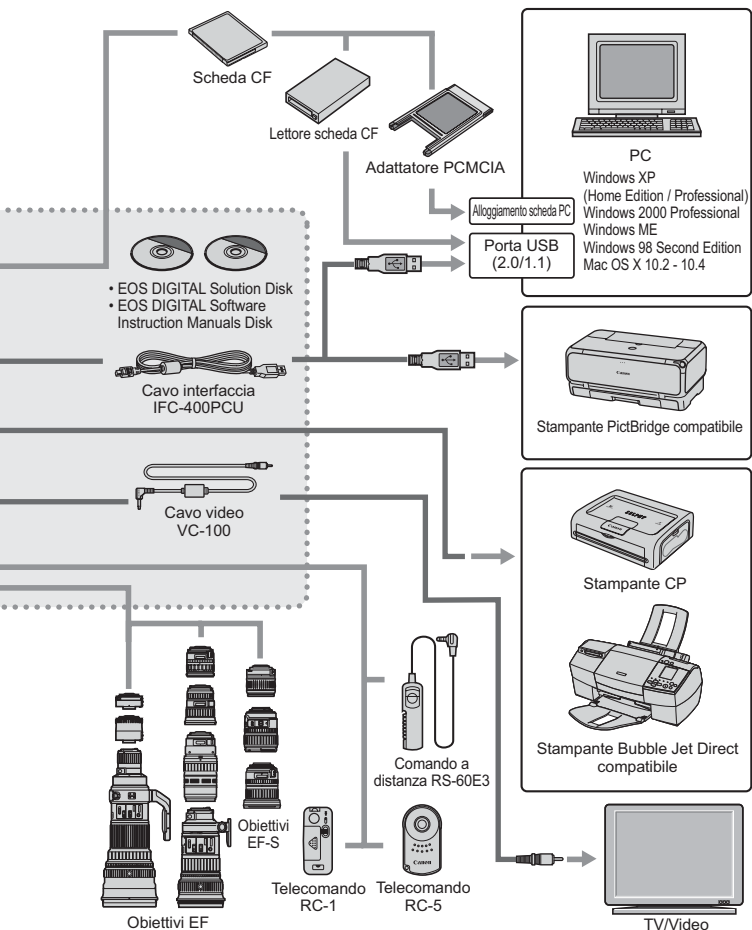 Scheda CF
Lettore scheda CF
Adattatore PCMCIA
PC
Windows XP
(Home Edition / Professional)
Windows 2000 Professional
Windows ME
Windows 98 Second Edition
Mac OS X 10.2 - 10.4
Alloggiamento scheda PC
Porta USB
(2.0/1.1)
• EOS DIGITAL Solution Disk
• EOS DIGITAL Software
Instruction Manuals Disk
Cavo interfaccia
IFC-400PCU
Canon
Stampante PictBridge compatibile
Cavo video
VC-100
SELPHY
Canon
Stampante CP
Stampante Bubble Jet Direct
compatibile
Comando a
distanza RS-60E3
Obiettivi
EF-S
Canon
Telecomando
RC-1
Telecomando
RC-5
Obiettivi EF
TV/Video